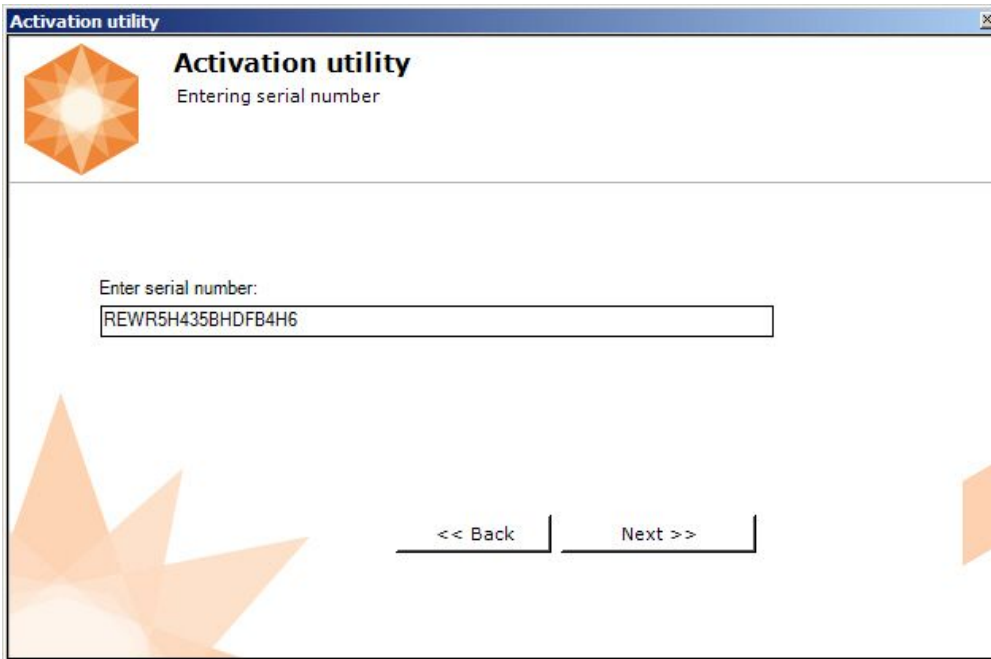 Activation utility
Activation utility
Entering serial number
Enter serial number:
REWR5H435BHDFB4H6
<< Back
Next >>